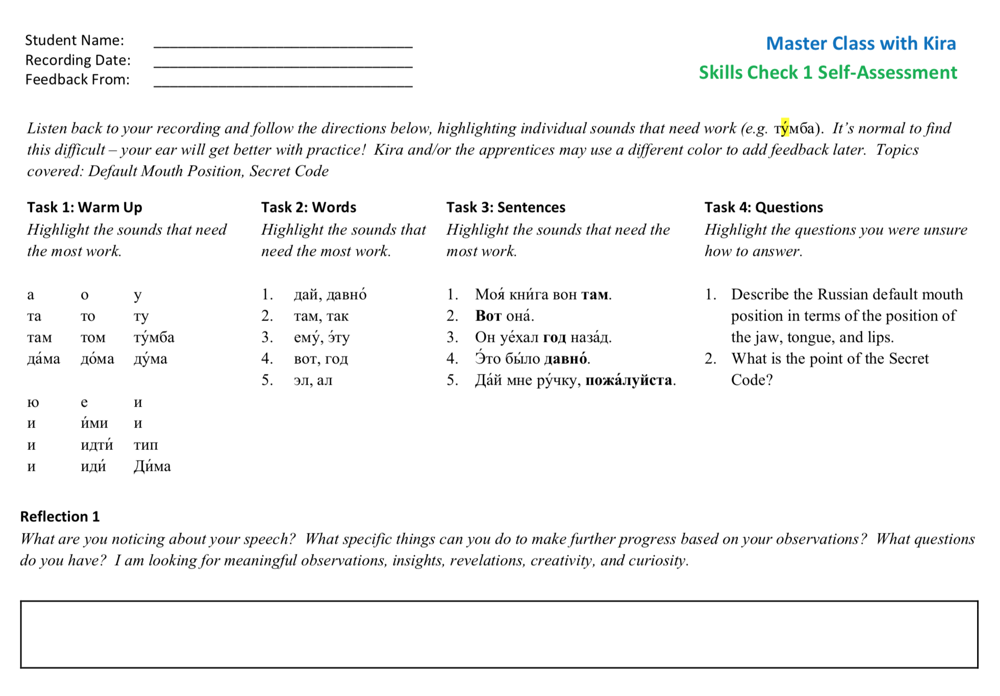 Student Name: ________________________________
Recording Date: ________________________________
Feedback From: ________________________________
Master Class with Kira
Skills Check 1 Self-Assessment
Listen back to your recording and follow the directions below, highlighting individual sounds that need work (e.g. ту́мба). It’s normal to find
this difficult – your ear will get better with practice! Kira and/or the apprentices may use a different color to add feedback later. Topics
covered: Default Mouth Position, Secret Code
Task 1: Warm Up
Highlight the sounds that need
the most work.
а о у
та то ту
там том ту́мба
да́ма до́ма ду́ма
ю е и
и и́ми и
и идти́ тип
и иди́ Ди́ма
Task 2: Words
Highlight the sounds that
need the most work.
1. дай, давно́
2. там, так
3. ему́, э́ту
4. вот, год
5. эл, ал
Task 3: Sentences
Highlight the sounds that need the
most work.
1. Моя́ кни́га вон там.
2. Вот она́.
3. Он уе́хал год наза́д.
4. Э́то бы́ло давно́.
5. Да́й мне ру́чку, пожа́луйста.
Task 4: Questions
Highlight the questions you were unsure
how to answer.
1. Describe the Russian default mouth
position in terms of the position of
the jaw, tongue, and lips.
2. What is the point of the Secret
Code?
Reflection 1
What are you noticing about your speech? What specific things can you do to make further progress based on your observations? What questions
do you have? I am looking for meaningful observations, insights, revelations, creativity, and curiosity.